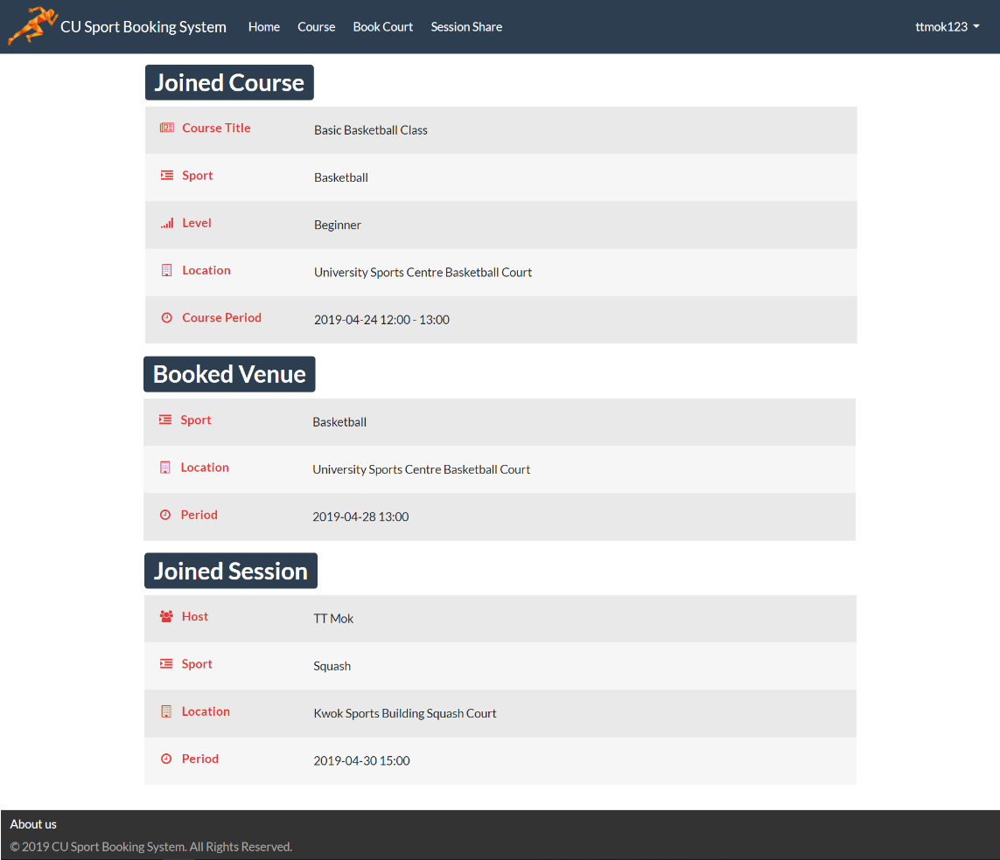 CU Sport Booking System Home Course Book Court Session Share ttmok123
Joined Course
Course Title Basic Basketball Class
Sport Basketball
Level Beginner
Location University Sports Centre Basketball Court
Course Period 2019-04-24 12:00 - 13:00
Booked Venue
Sport Basketball
Location University Sports Centre Basketball Court
Period 2019-04-28 13:00
Joined Session
Host TT Mok
Sport Squash
Location Kwok Sports Building Squash Court
Period 2019-04-30 15:00
About us
© 2019 CU Sport Booking System. All Rights Reserved.